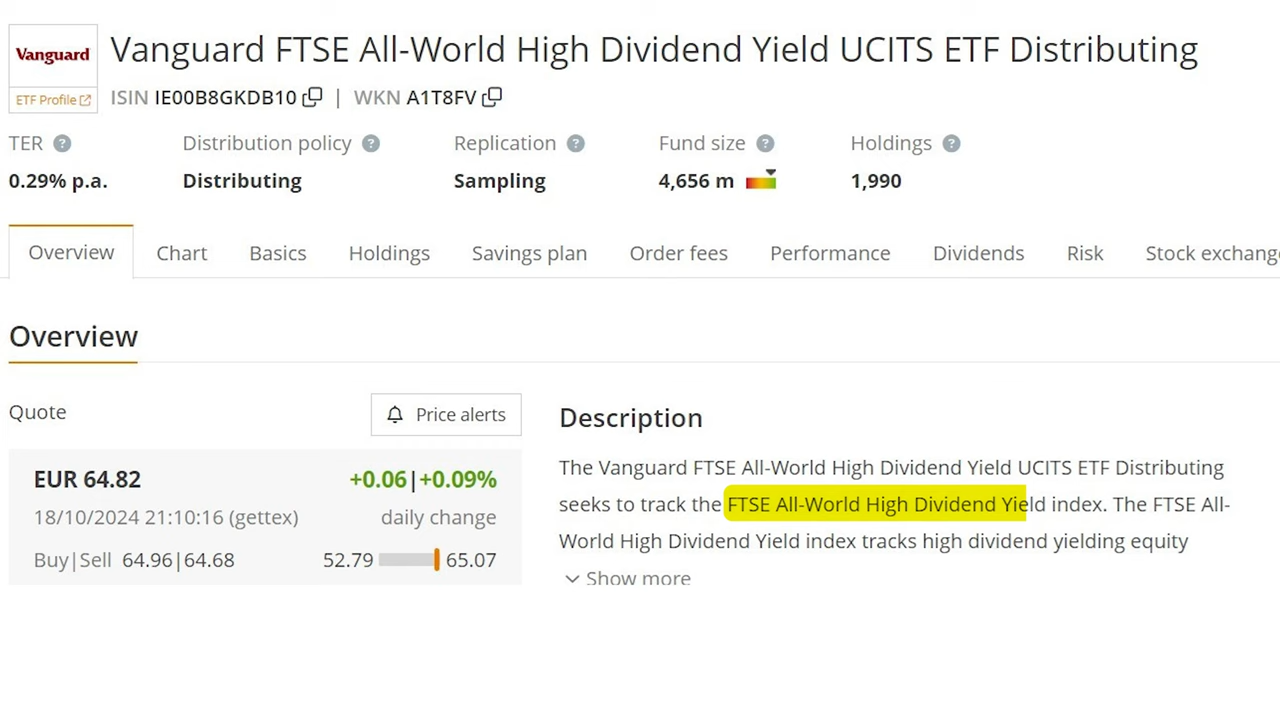 Vanguard
ETF Profile
Vanguard FTSE All-World High Dividend Yield UCITS ETF Distributing
ISIN IE00B8GKDB10 | WKN A1T8FV
TER ? Distribution policy ? Replication ? Fund size ? Holdings ?
0.29% p.a. Distributing Sampling 4,656 m 1,990
Overview Chart Basics Holdings Savings plan Order fees Performance Dividends Risk Stock exchang
Overview
Quote
Price alerts
EUR 64.82 +0.06|+0.09%
18/10/2024 21:10:16 (gettex) daily change
Buy|Sell 64.96|64.68 52.79 65.07
Description
The Vanguard FTSE All-World High Dividend Yield UCITS ETF Distributing
seeks to track the FTSE All-World High Dividend Yield index. The FTSE All-
World High Dividend Yield index tracks high dividend yielding equity
Show more